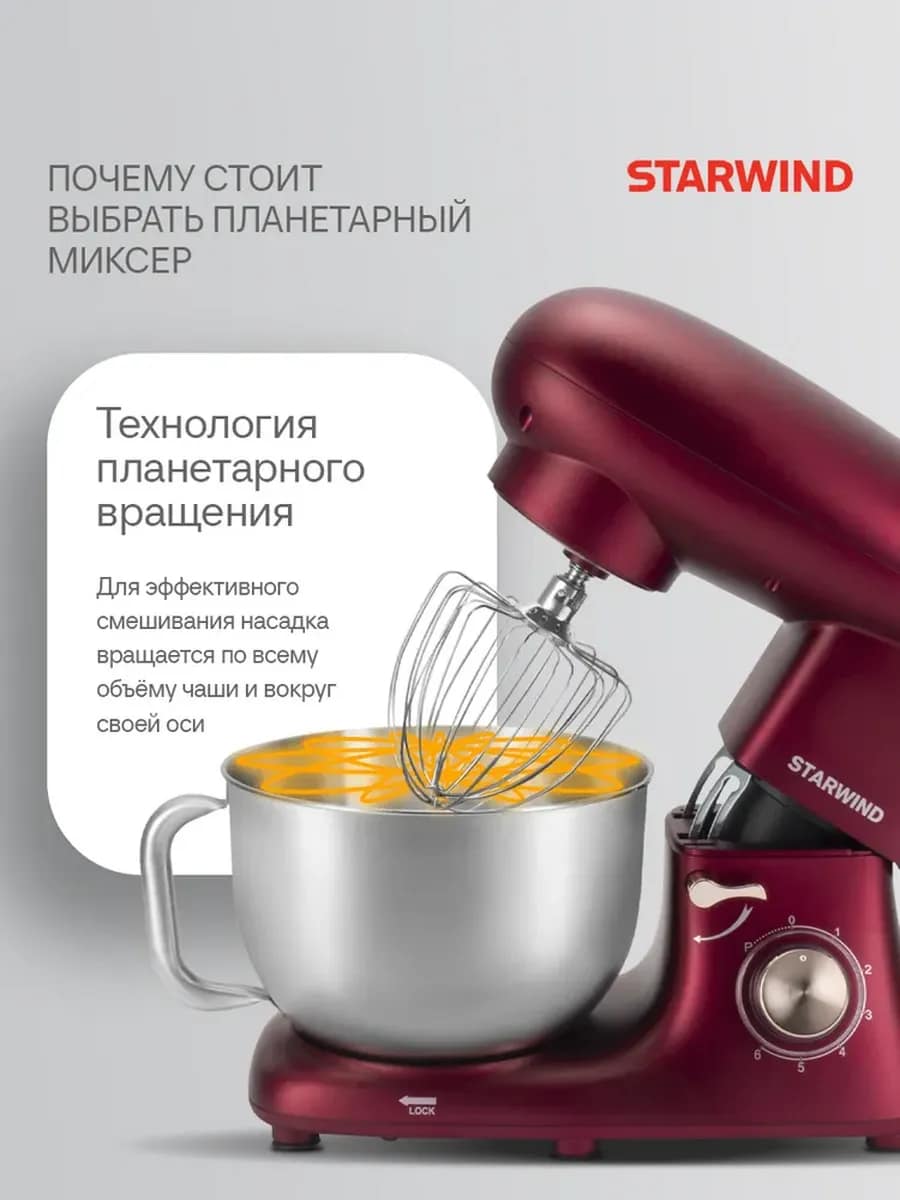 ПОЧЕМУ СТОИТ
ВЫБРАТЬ ПЛАНЕТАРНЫЙ
МИКСЕР
STARWIND
Технология
планетарного
вращения
Для эффективного
смешивания насадка
вращается по всему
объёму чаши и вокруг
своей оси
STARWIND
P
0
1
2
3
4
5
6
LOCK